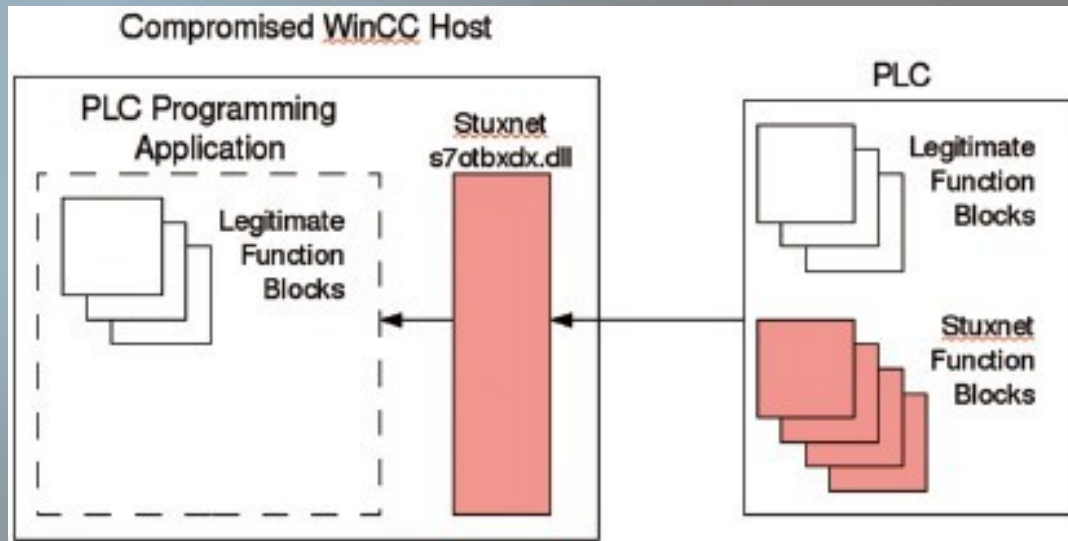 Compromised WinCC Host
PLC Programming
Application
Legitimate
Function
Blocks
Stuxnet
s7otbxdx.dll
PLC
Legitimate
Function
Blocks
Stuxnet
Function
Blocks